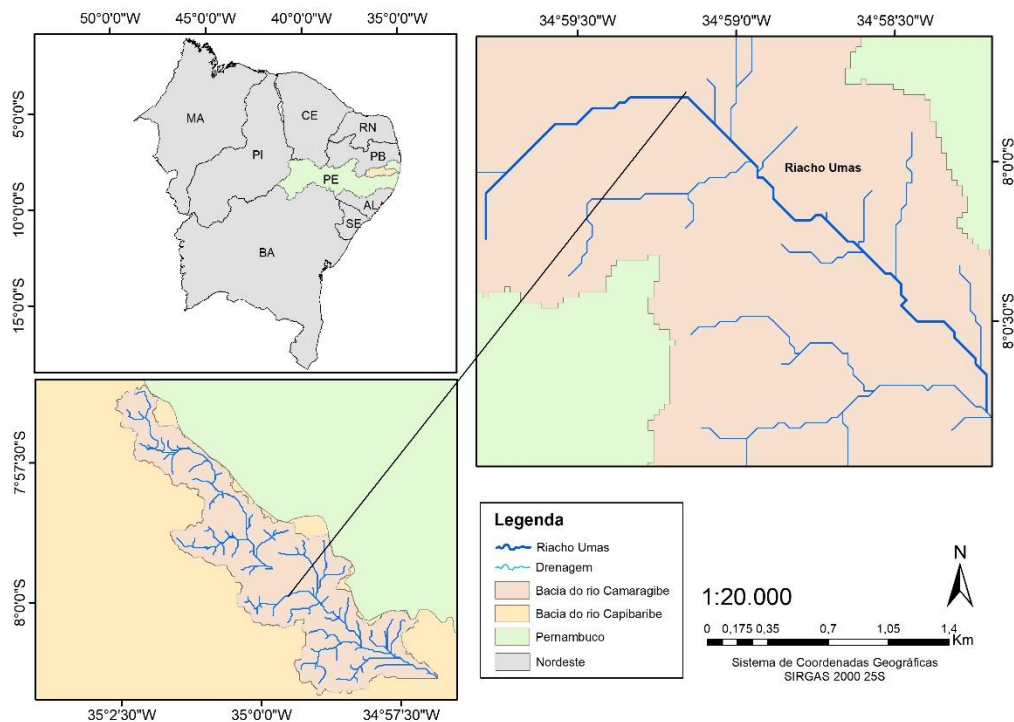 50°0'0"W 45°0'0"W 40°0'0"W 35°0'0"W
5°0'0"S
10°0'0"S
15°0'0"S
MA
PI
CE
RN
PB
PE
AL
SE
BA
34°59'30"W 34°59'0"W 34°58'30"W
8°0'0"S
8°0'30"S
Riacho Umas
7°57'30"S
8°0'0"S
35°2'30"W 35°0'0"W 34°57'30"W
Legenda
Riacho Umas
Drenagem
Bacia do rio Camaragibe
Bacia do rio Capibaribe
Pernambuco
Nordeste
N
1:20.000
0 0,175 0,35 0,7 1,05 1,4
Km
Sistema de Coordenadas Geográficas
SIRGAS 2000 25S